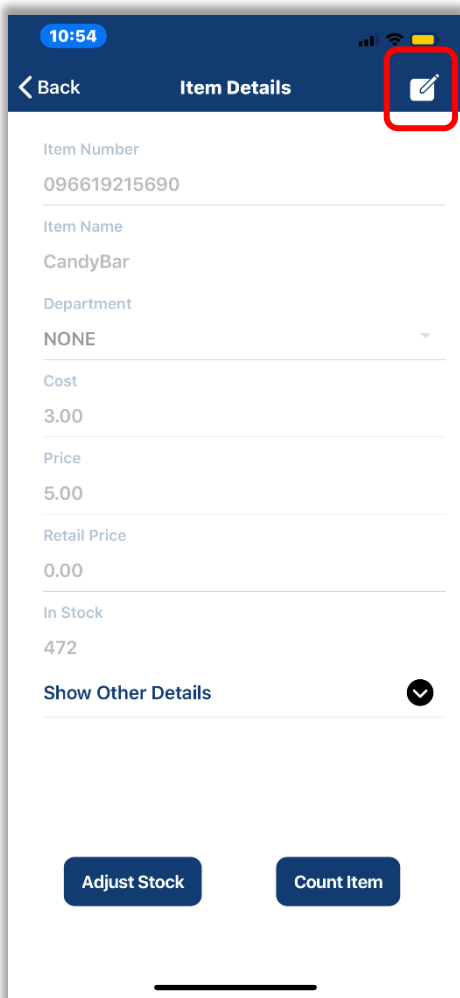 10:54
Back Item Details
Item Number
096619215690
Item Name
CandyBar
Department
NONE
Cost
3.00
Price
5.00
Retail Price
0.00
In Stock
472
Show Other Details
Adjust Stock Count Item